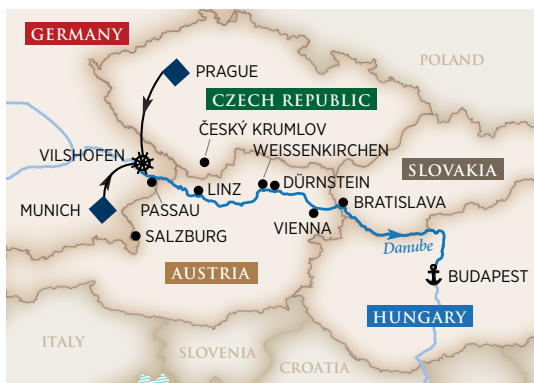 GERMANY
POLAND
PRAGUE
CZECH REPUBLIC
ČESKÝ KRUMLOV
VILSHOFEN
WEISSENKIRCHEN
SLOVAKIA
LINZ
DÜRNSTEIN
MUNICH
PASSAU
BRATISLAVA
SALZBURG
VIENNA
Danube
AUSTRIA
BUDAPEST
HUNGARY
ITALY
SLOVENIA
CROATIA